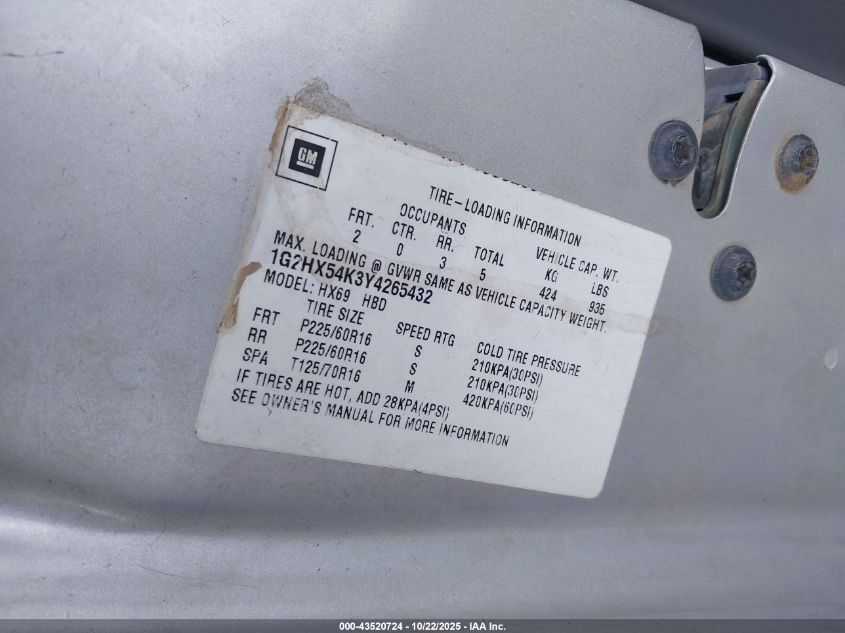 GM
TIRE-LOADING INFORMATION
OCCUPANTS VEHICLE CAP. WT.
FRT. CTR. RR. TOTAL KG LBS
2 0 3 5 424 935
MAX. LOADING @ GVWR SAME AS VEHICLE CAPACITY WEIGHT.
1G2HX54K3Y4265432
MODEL: HX69 HBD
TIRE SIZE SPEED RTG COLD TIRE PRESSURE
FRT P225/60R16 S 210KPA(30PSI)
RR P225/60R16 S 210KPA(30PSI)
SPA T125/70R16 M 420KPA(60PSI)
IF TIRES ARE HOT, ADD 28KPA(4PSI)
SEE OWNER'S MANUAL FOR MORE INFORMATION
000-43520724 - 10/22/2025 - IAA Inc.